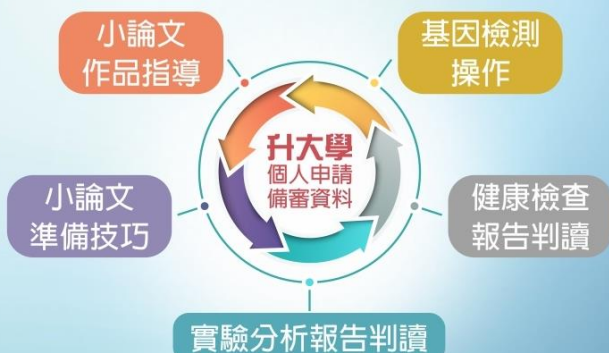 小論文
作品指導
基因檢測
操作
升大學
個人申請
備審資料
小論文
準備技巧
健康檢查
報告判讀
實驗分析報告判讀